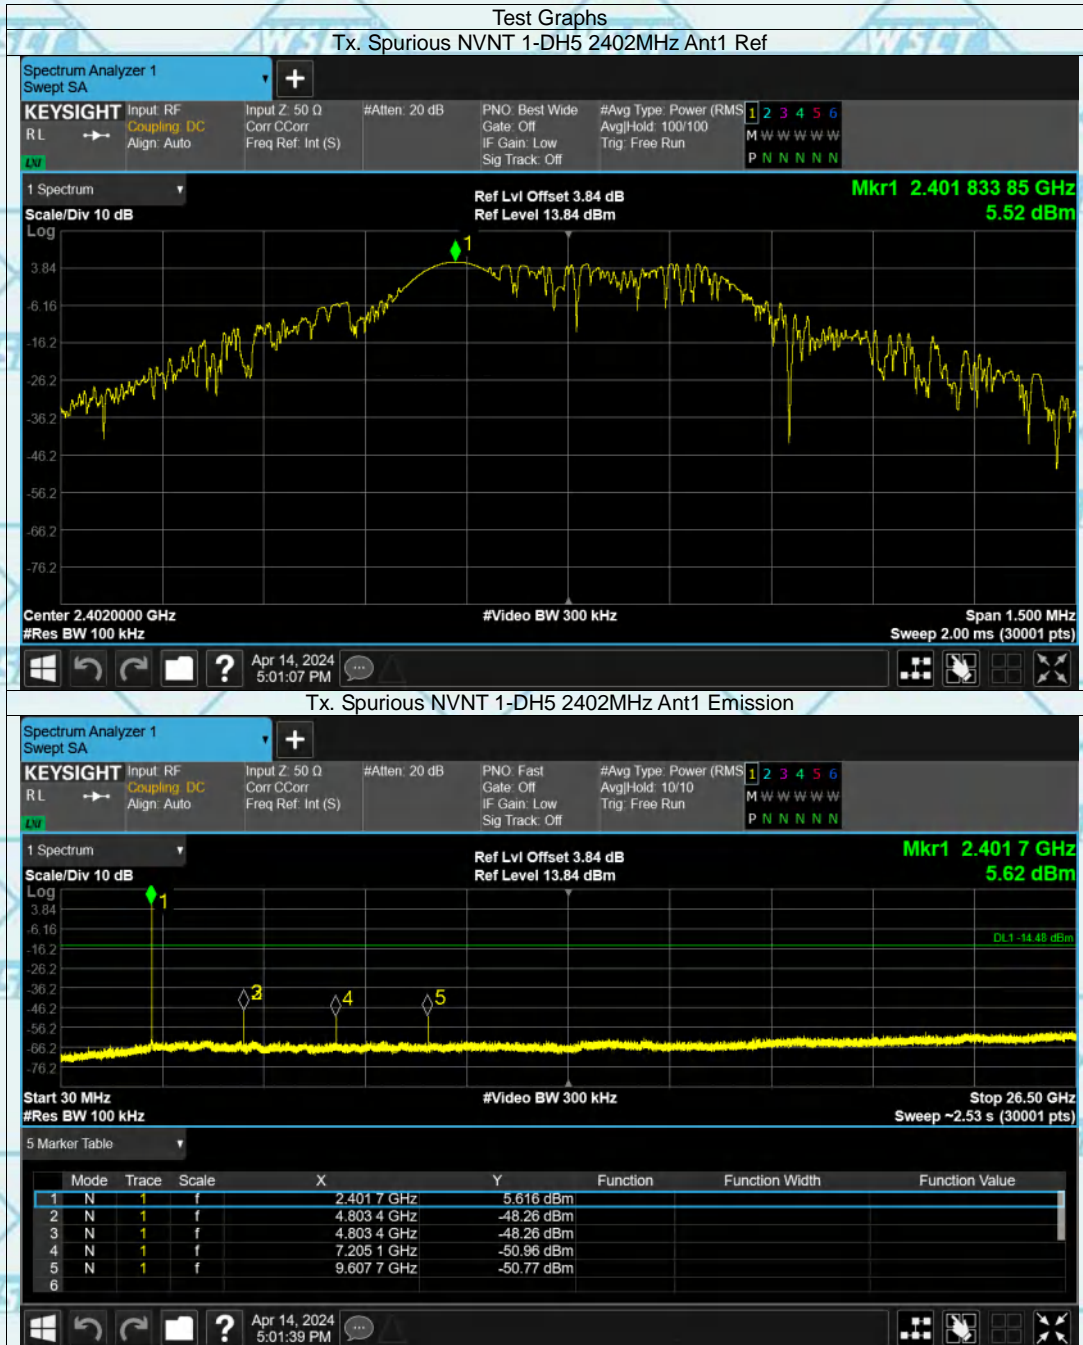 Test Graphs
Tx. Spurious NVNT 1-DH5 2402MHz Ant1 Ref
Spectrum Analyzer 1
Swept SA
KEYSIGHT Input: RF Input Z: 50 Ω #Atten: 20 dB PNO: Best Wide #Avg Type: Power (RMS 1 2 3 4 5 6
R L Coupling: DC Corr CCorr Gate: Off Avg|Hold: 100/100 M W W W W W
Align: Auto Freq Ref: Int (S) IF Gain: Low Trig: Free Run
LXI Sig Track: Off P N N N N N
1 Spectrum Ref Lvl Offset 3.84 dB Mkr1 2.401 833 85 GHz
Scale/Div 10 dB Ref Level 13.84 dBm 5.52 dBm
Log
1
3.84
-6.16
-16.2
-26.2
-36.2
-46.2
-56.2
-66.2
-76.2
Center 2.4020000 GHz #Video BW 300 kHz Span 1.500 MHz
#Res BW 100 kHz Sweep 2.00 ms (30001 pts)
? Apr 14, 2024
5:01:07 PM
Tx. Spurious NVNT 1-DH5 2402MHz Ant1 Emission
Spectrum Analyzer 1
Swept SA
KEYSIGHT Input: RF Input Z: 50 Ω #Atten: 20 dB PNO: Fast #Avg Type: Power (RMS 1 2 3 4 5 6
R L Coupling: DC Corr CCorr Gate: Off Avg|Hold: 10/10 M W W W W W
Align: Auto Freq Ref: Int (S) IF Gain: Low Trig: Free Run
LXI Sig Track: Off P N N N N N
1 Spectrum Ref Lvl Offset 3.84 dB Mkr1 2.401 7 GHz
Scale/Div 10 dB Ref Level 13.84 dBm 5.62 dBm
Log
1
3.84
-6.16
DL1 -14.48 dBm
-16.2
-26.2
-36.2
3 4 5
-46.2
-56.2
-66.2
-76.2
Start 30 MHz #Video BW 300 kHz Stop 26.50 GHz
#Res BW 100 kHz Sweep ~2.53 s (30001 pts)
5 Marker Table
Mode Trace Scale X Y Function Function Width Function Value
1 N 1 f 2.401 7 GHz 5.616 dBm
2 N 1 f 4.803 4 GHz -48.26 dBm
3 N 1 f 4.803 4 GHz -48.26 dBm
4 N 1 f 7.205 1 GHz -50.96 dBm
5 N 1 f 9.607 7 GHz -50.77 dBm
6
? Apr 14, 2024
5:01:39 PM